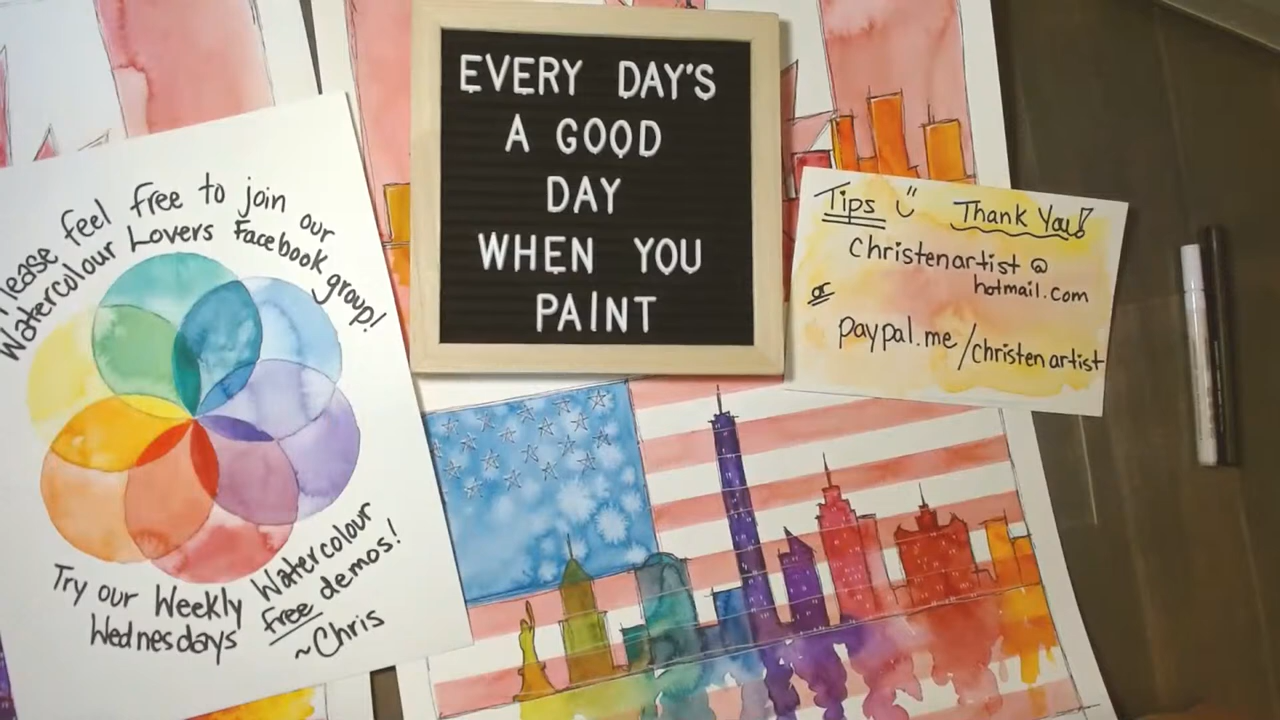 EVERY DAY'S
A GOOD
DAY
WHEN YOU
PAINT
Please feel free to join our
Watercolour Lovers Facebook group!
Try our Weekly Watercolour
Wednesdays free demos!
~Chris
Tips Thank You!
Christenartist @
hotmail.com
or
paypal.me/christenartist